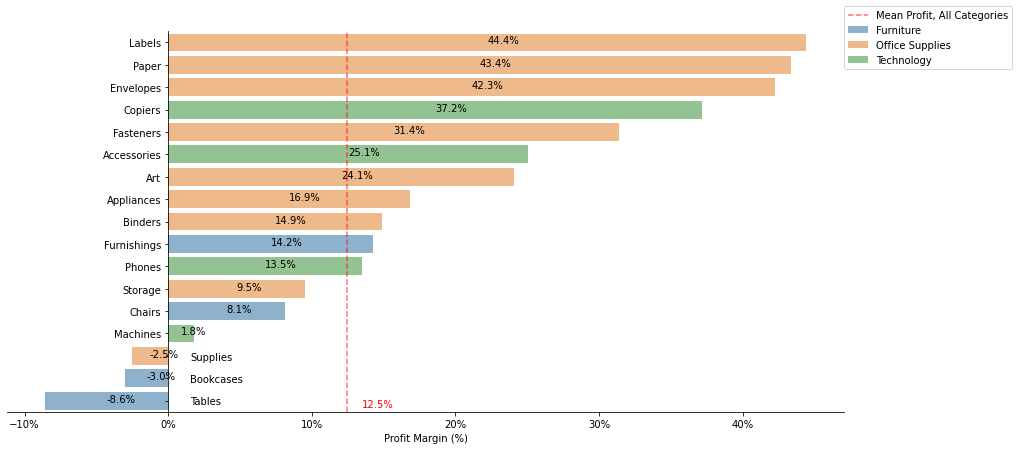 Mean Profit, All Categories
Furniture
Office Supplies
Technology
Labels 44.4%
Paper 43.4%
Envelopes 42.3%
Copiers 37.2%
Fasteners 31.4%
Accessories 25.1%
Art 24.1%
Appliances 16.9%
Binders 14.9%
Furnishings 14.2%
Phones 13.5%
Storage 9.5%
Chairs 8.1%
Machines 1.8%
-2.5% Supplies
-3.0% Bookcases
-8.6% Tables
12.5%
−10% 0% 10% 20% 30% 40%
Profit Margin (%)